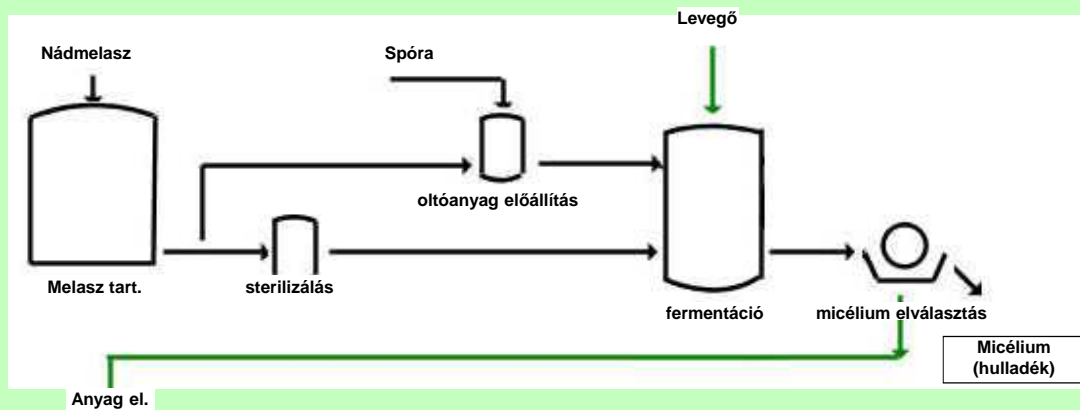 Levegő
Nádmelasz
Spóra
oltóanyag előállítás
Melasz tart.
sterilizálás
fermentáció
micélium elválasztás
Micélium
(hulladék)
Anyag el.